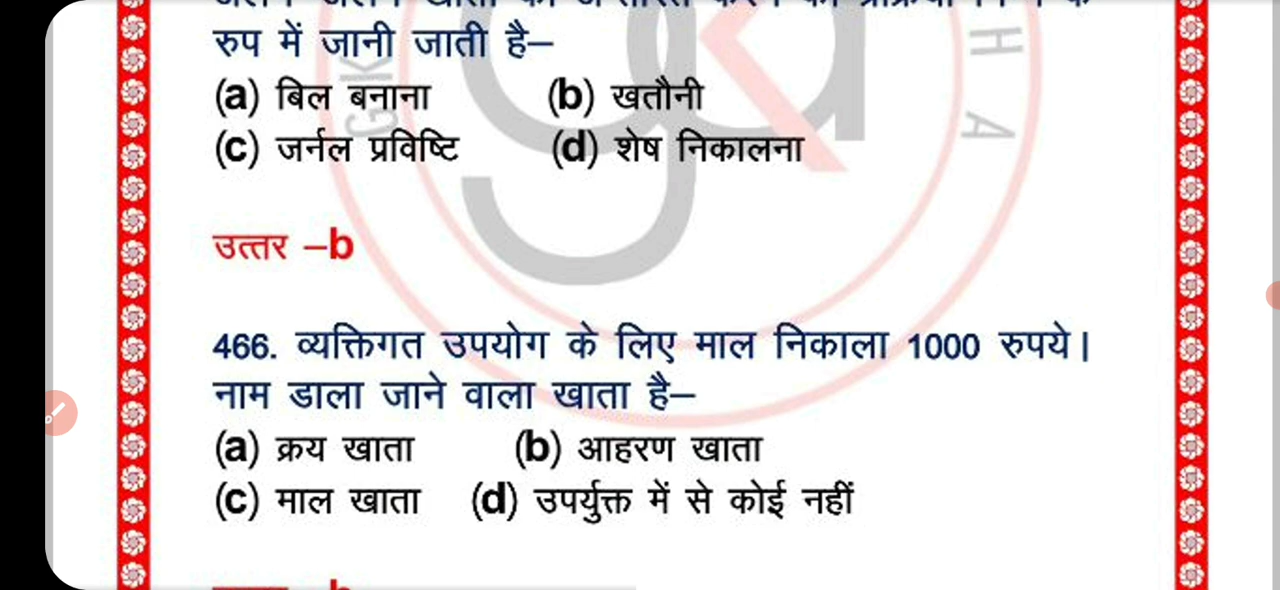 रुप में जानी जाती है–
(a) बिल बनाना (b) खतौनी
(c) जर्नल प्रविष्टि (d) शेष निकालना
उत्तर –b
466. व्यक्तिगत उपयोग के लिए माल निकाला 1000 रुपये।
नाम डाला जाने वाला खाता है–
(a) क्रय खाता (b) आहरण खाता
(c) माल खाता (d) उपर्युक्त में से कोई नहीं